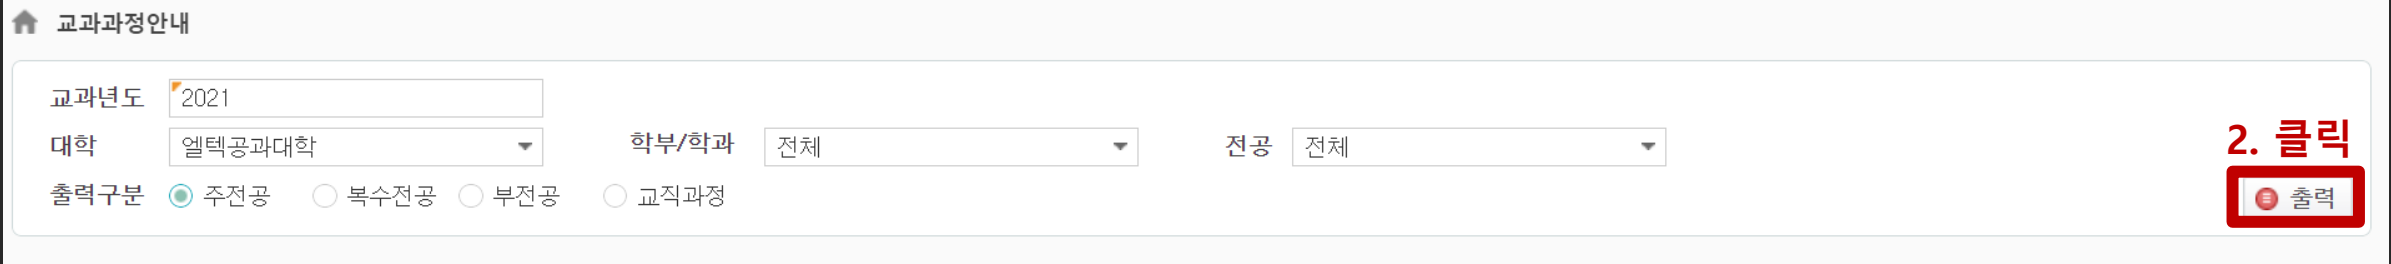 교과과정안내
교과년도 2021
대학 엘텍공과대학 학부/학과 전체 전공 전체
2. 클릭
출력구분 주전공 복수전공 부전공 교직과정 출력